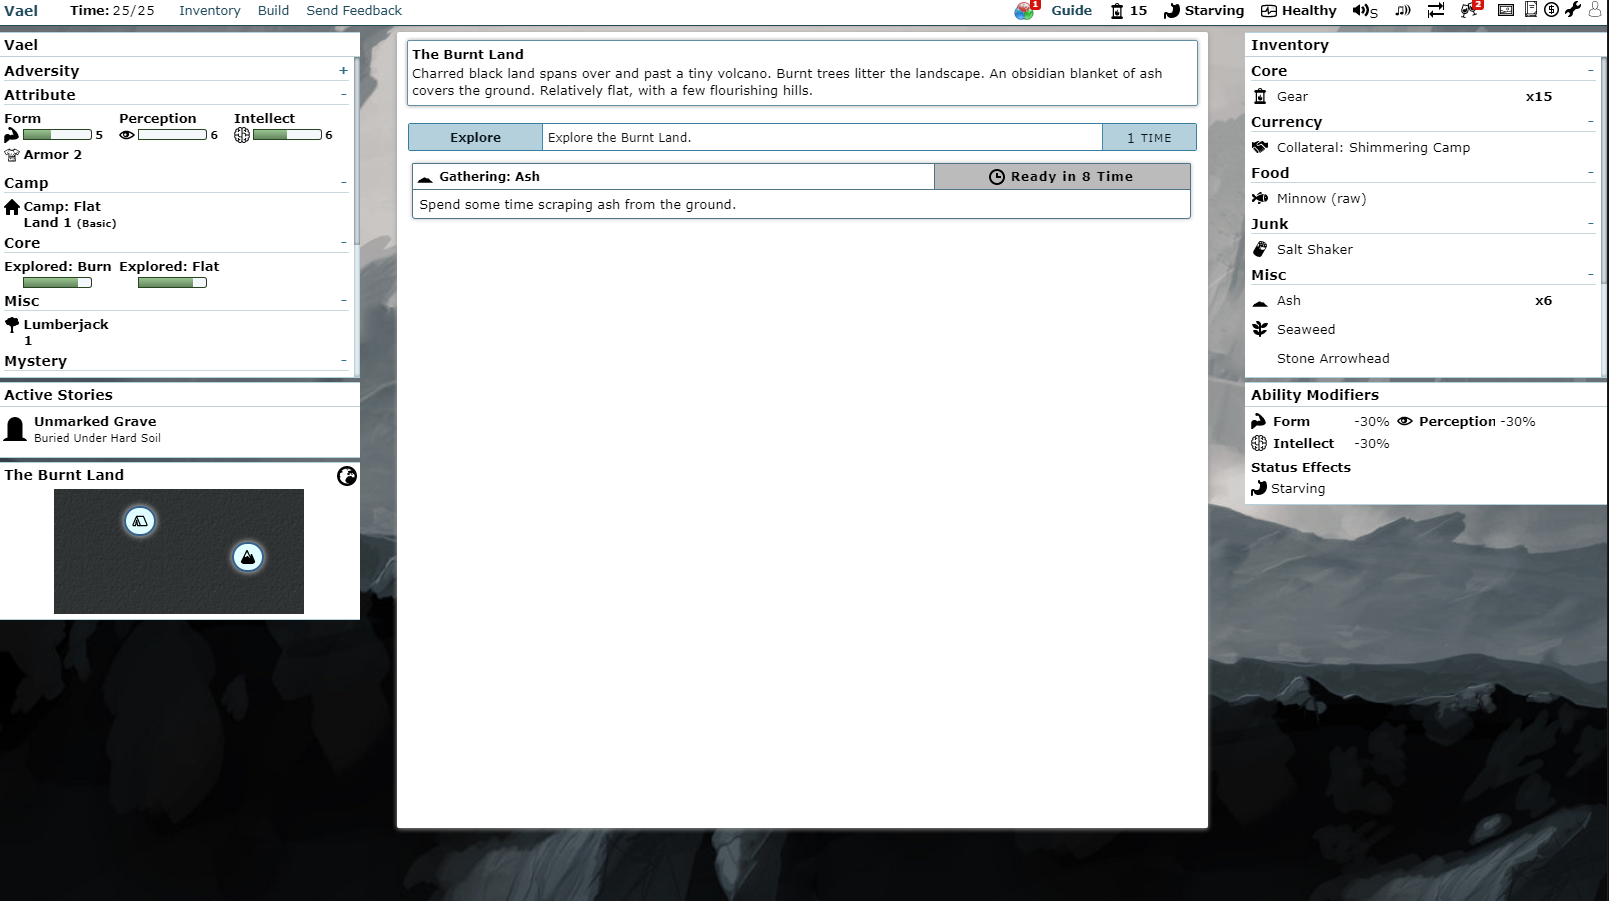 Vael Time: 25/25 Inventory Build Send Feedback 1 Guide 15 Starving Healthy S 2
Vael
Adversity +
Attribute -
Form Perception Intellect
5 6 6
Armor 2
Camp -
Camp: Flat
Land 1 (Basic)
Core -
Explored: Burn Explored: Flat
Misc -
Lumberjack
1
Mystery -
Active Stories
Unmarked Grave
Buried Under Hard Soil
The Burnt Land
The Burnt Land
Charred black land spans over and past a tiny volcano. Burnt trees litter the landscape. An obsidian blanket of ash
covers the ground. Relatively flat, with a few flourishing hills.
Explore Explore the Burnt Land. 1 TIME
Gathering: Ash Ready in 8 Time
Spend some time scraping ash from the ground.
Inventory
Core -
Gear x15
Currency -
Collateral: Shimmering Camp
Food -
Minnow (raw)
Junk -
Salt Shaker
Misc -
Ash x6
Seaweed
Stone Arrowhead
Ability Modifiers
Form -30% Perception -30%
Intellect -30%
Status Effects
Starving